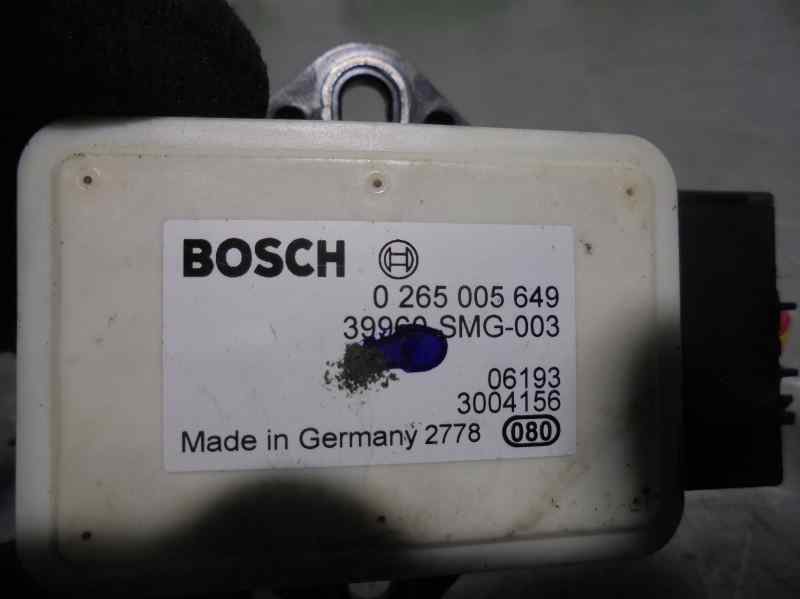 BOSCH
0 265 005 649
39960-SMG-003
06193
3004156
Made in Germany 2778 080